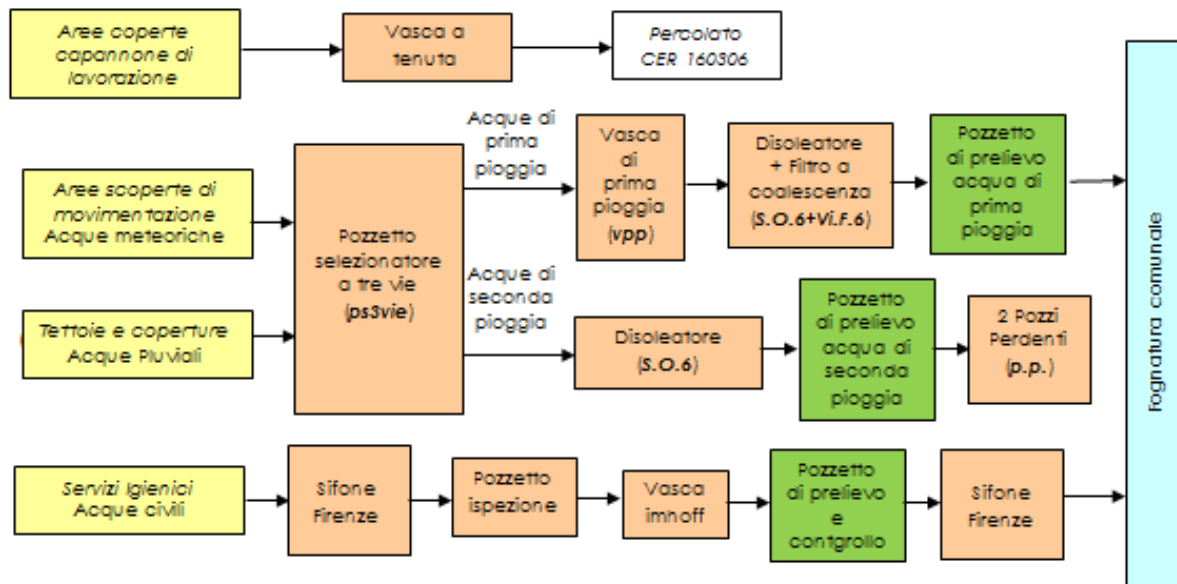 Aree coperte
capannone di
lavorazione
Vasca a
tenuta
Percolato
CER 160306
Aree scoperte di
movimentazione
Acque meteoriche
Tettoie e coperture
Acque Pluviali
Pozzetto
selezionatore
a tre vie
(ps3vie)
Acque di
prima
pioggia
Vasca
di
prima
pioggia
(vpp)
Disoleatore
+ Filtro a
coalescenza
(S.O.6+Vi.F.6)
Pozzetto
di prelievo
acqua di
prima
pioggia
Acque di
seconda
pioggia
Disoleatore
(S.O.6)
Pozzetto
di prelievo
acqua di
seconda
pioggia
2 Pozzi
Perdenti
(p.p.)
Servizi Igienici
Acque civili
Sifone
Firenze
Pozzetto
ispezione
Vasca
imhoff
Pozzetto
di prelievo
e
contgrollo
Sifone
Firenze
Fognatura comunale